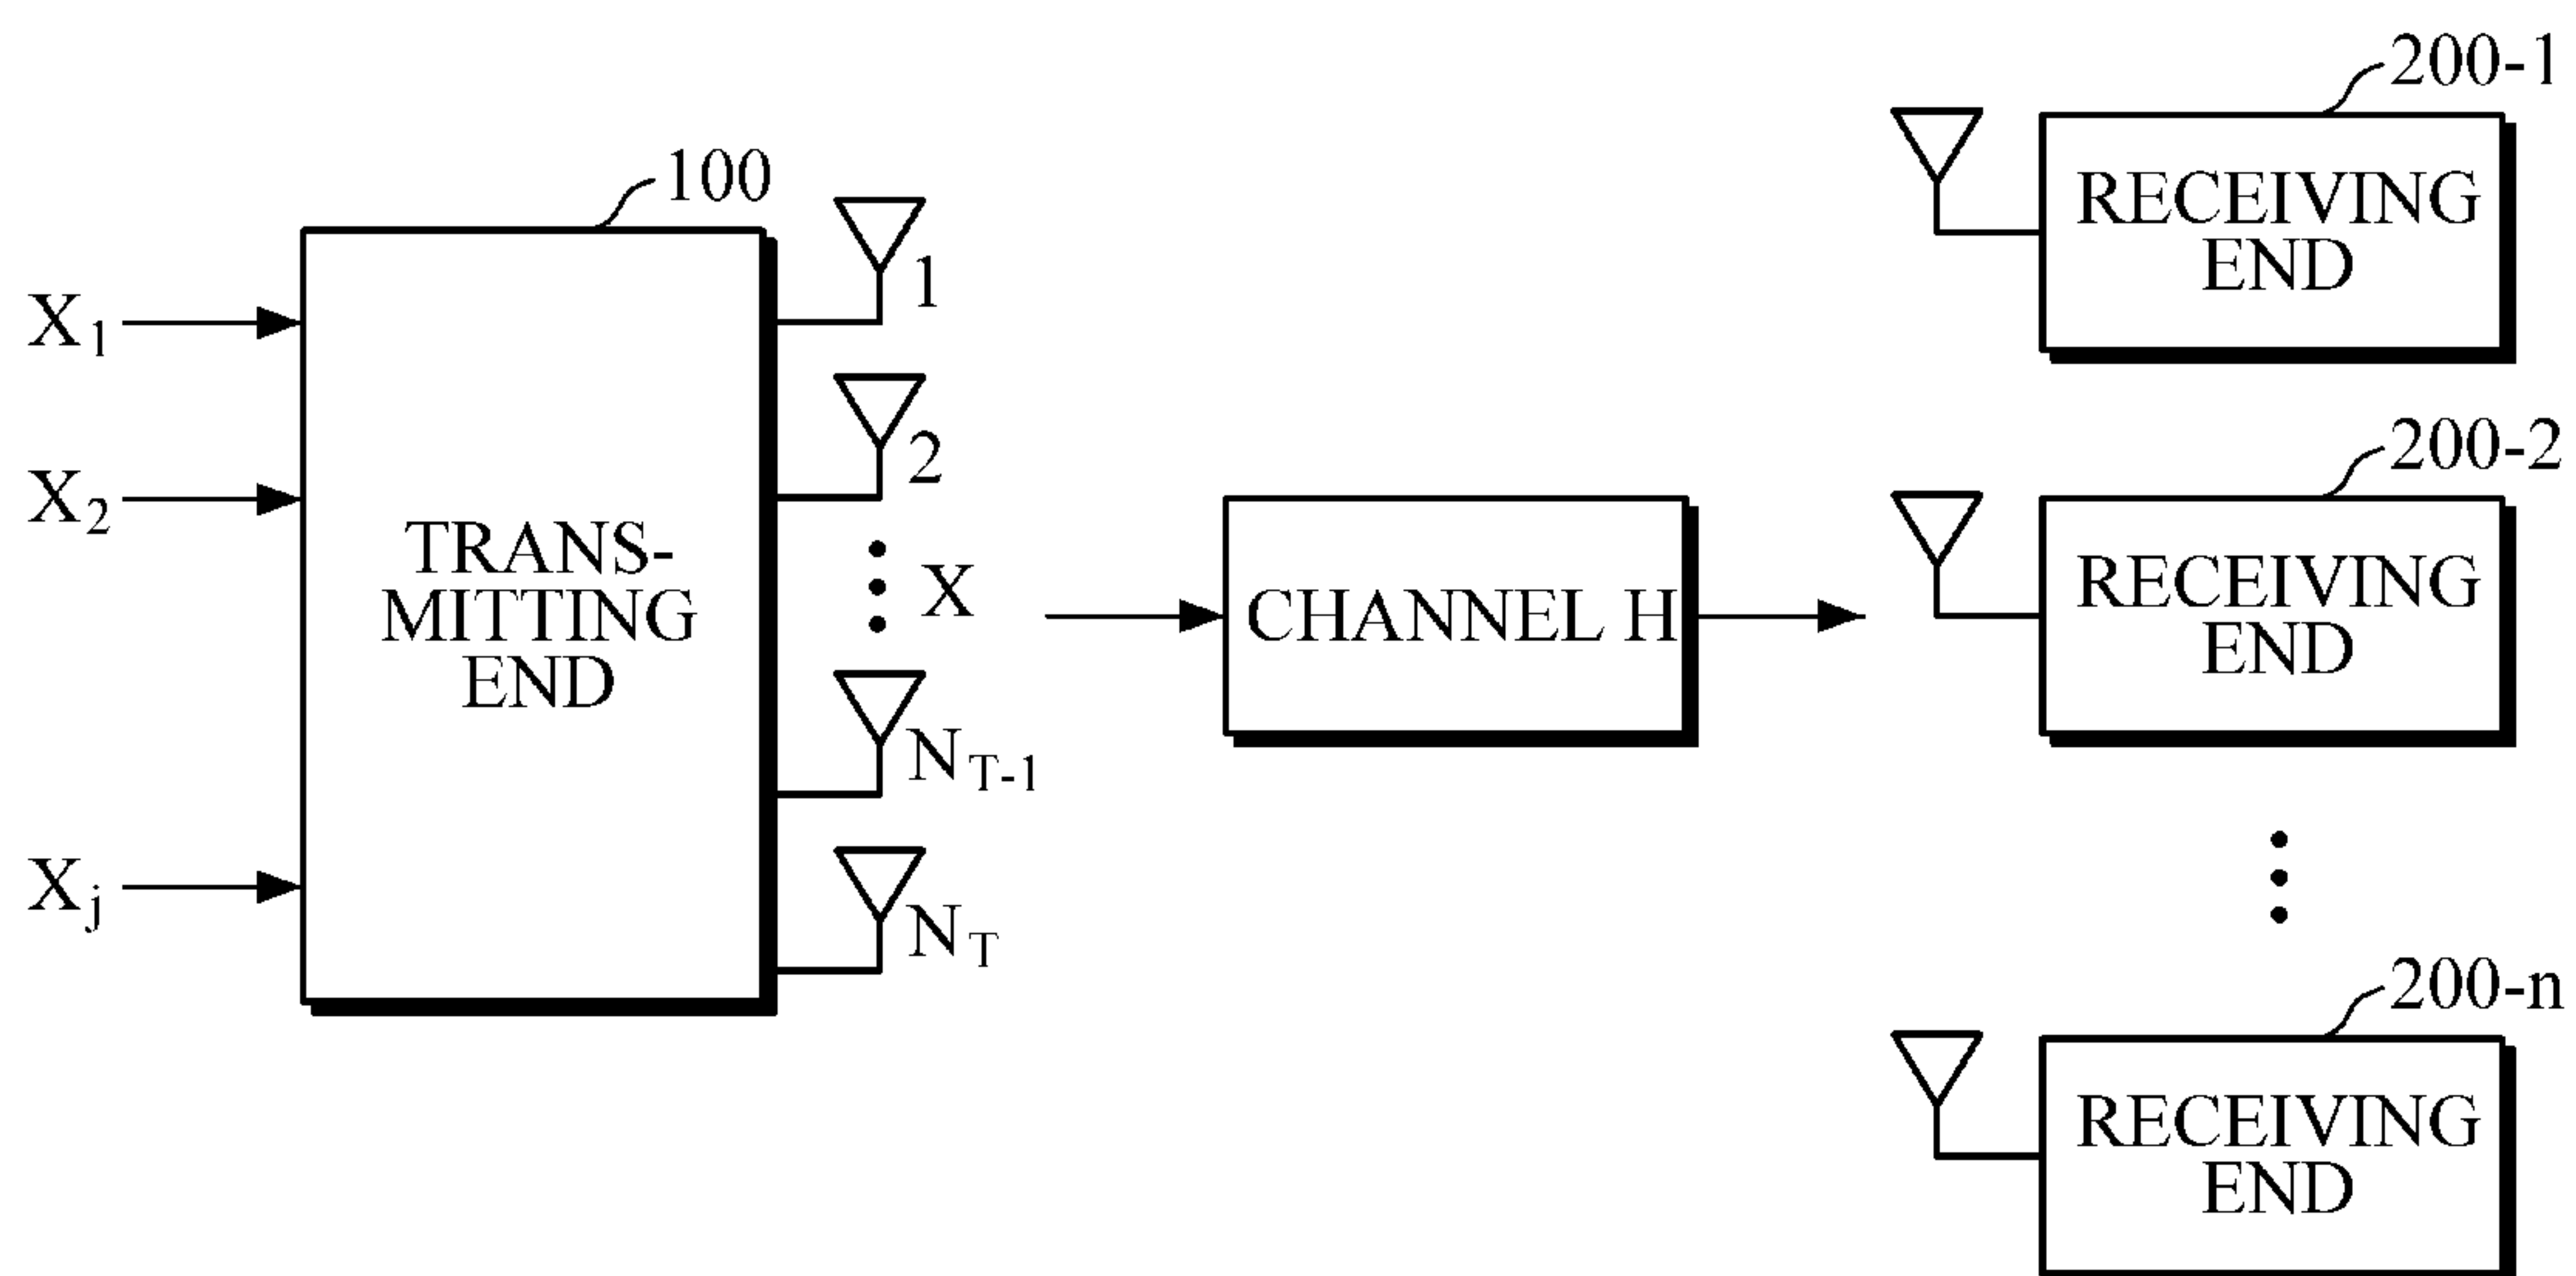 100
X1
X2
Xj
TRANS-
MITTING
END
1
2
X
NT-1
NT
CHANNEL H
200-1
RECEIVING
END
200-2
RECEIVING
END
200-n
RECEIVING
END